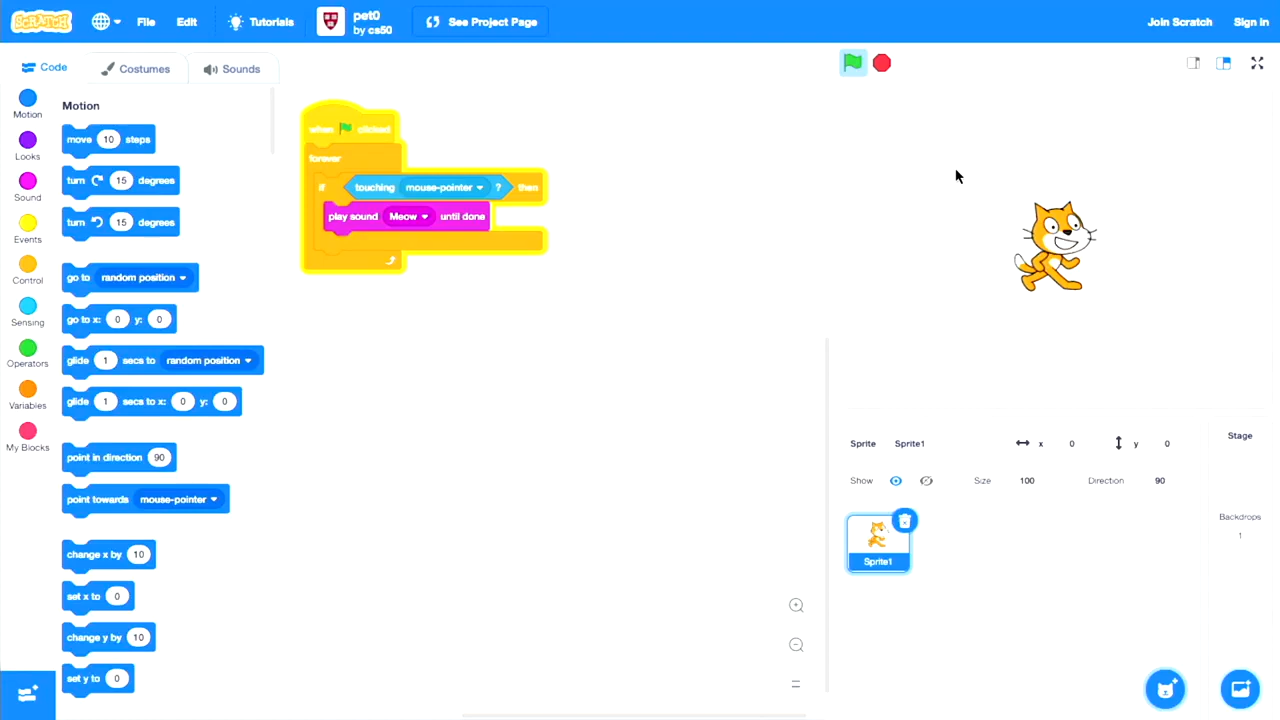 SCRATCH
File
Edit
Tutorials
pet0
by cs50
See Project Page
Join Scratch
Sign in
Code
Costumes
Sounds
Motion
Looks
Sound
Events
Control
Sensing
Operators
Variables
My Blocks
Motion
move 10 steps
turn 15 degrees
turn 15 degrees
go to random position
go to x: 0 y: 0
glide 1 secs to random position
glide 1 secs to x: 0 y: 0
point in direction 90
point towards mouse-pointer
change x by 10
set x to 0
change y by 10
set y to 0
when clicked
forever
if touching mouse-pointer ? then
play sound Meow until done
Sprite Sprite1 x 0 y 0
Show Size 100 Direction 90
Sprite1
Stage
Backdrops
1